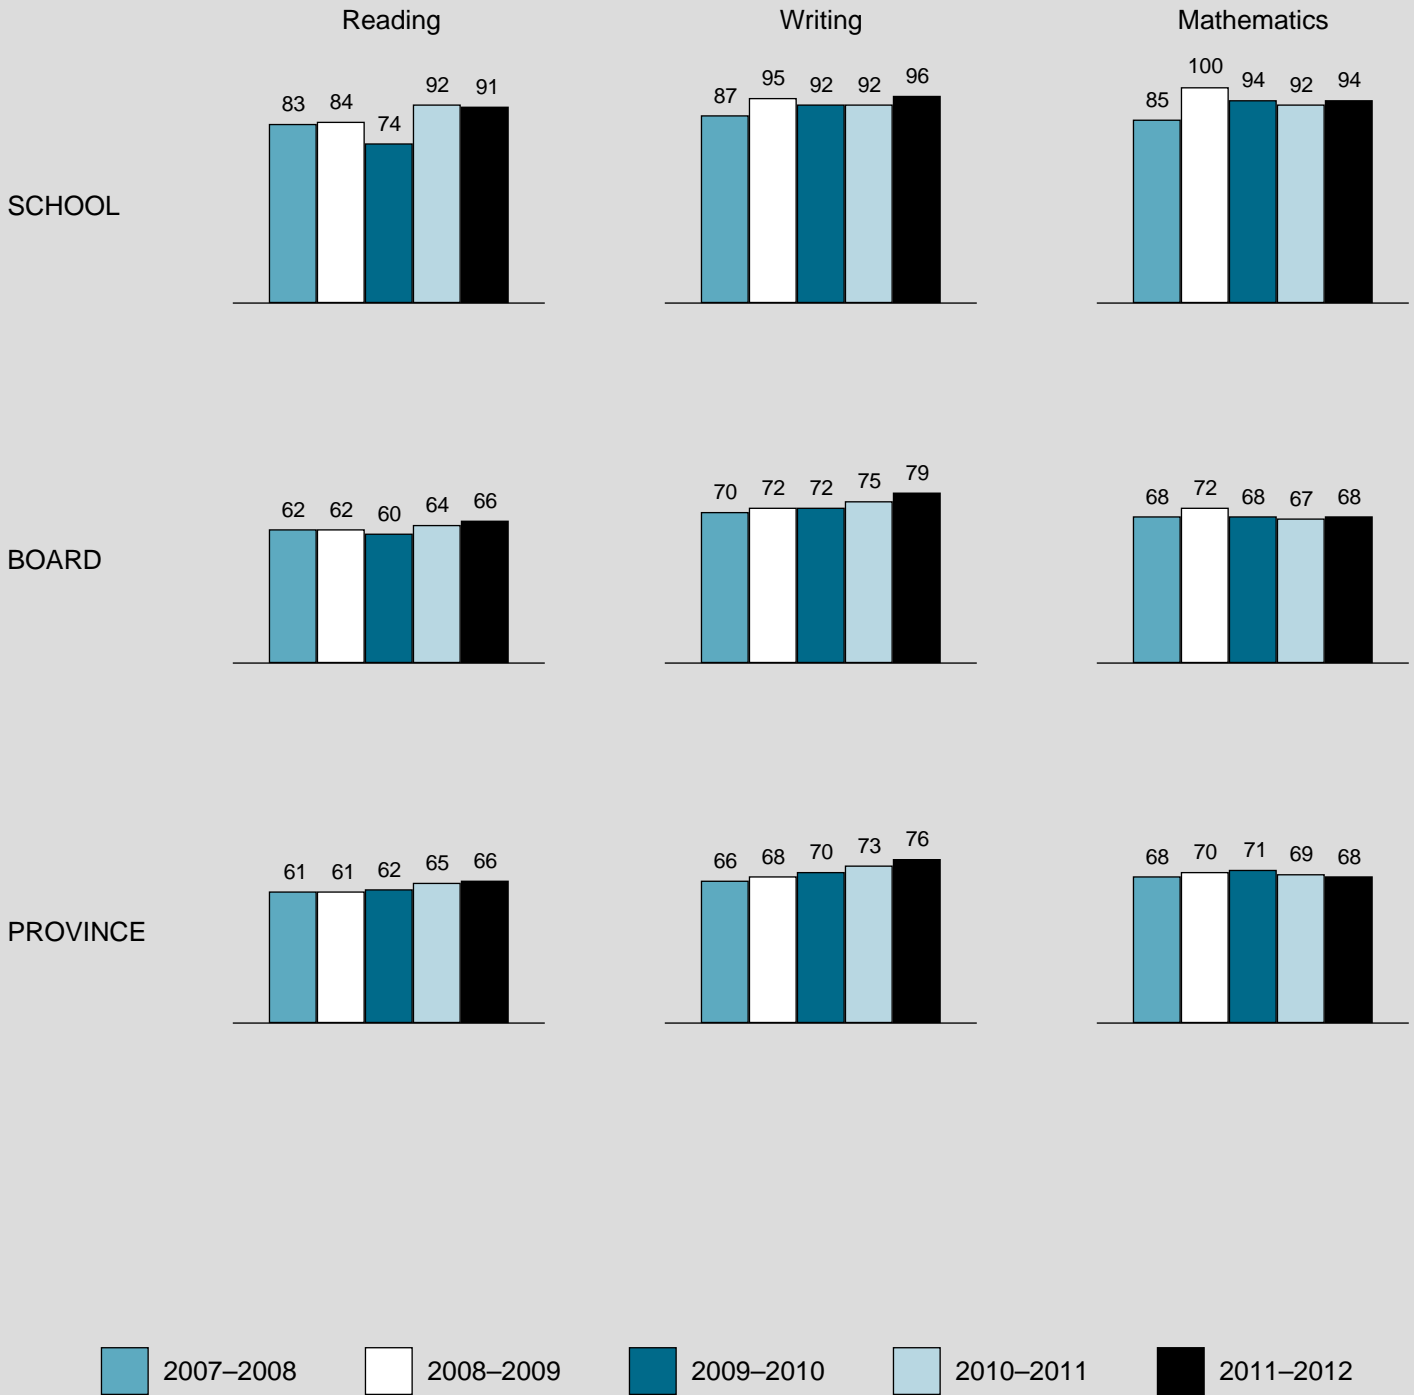 Reading Writing Mathematics
SCHOOL
83 84 74 92 91
87 95 92 92 96
85 100 94 92 94
BOARD
62 62 60 64 66
70 72 72 75 79
68 72 68 67 68
PROVINCE
61 61 62 65 66
66 68 70 73 76
68 70 71 69 68
2007–2008 2008–2009 2009–2010 2010–2011 2011–2012